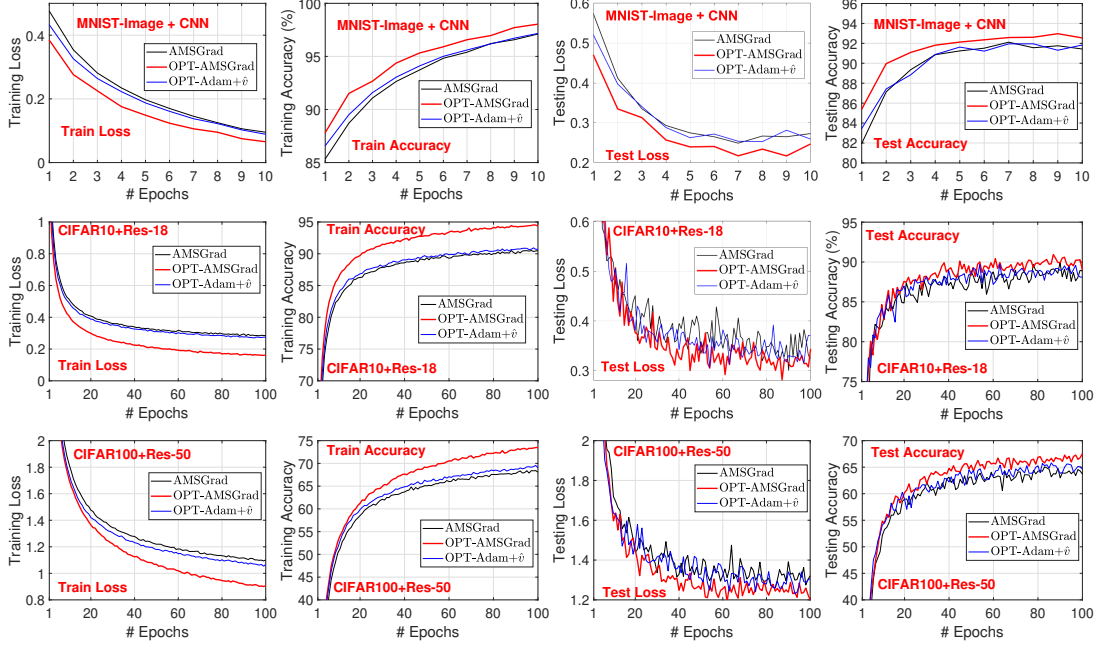 MNIST-Image + CNN
AMSGrad
OPT-AMSGrad
OPT-Adam+v̂
Train Loss
Training Loss
0 0.2 0.4
1 2 3 4 5 6 7 8 9 10
# Epochs
MNIST-Image + CNN
AMSGrad
OPT-AMSGrad
OPT-Adam+v̂
Train Accuracy
Training Accuracy (%)
85 90 95 100
1 2 3 4 5 6 7 8 9 10
# Epochs
MNIST-Image + CNN
AMSGrad
OPT-AMSGrad
OPT-Adam+v̂
Test Loss
Testing Loss
0.2 0.3 0.4 0.5 0.6
1 2 3 4 5 6 7 8 9 10
# Epochs
MNIST-Image + CNN
AMSGrad
OPT-AMSGrad
OPT-Adam+v̂
Test Accuracy
Testing Accuracy (%)
80 82 84 86 88 90 92 94 96
1 2 3 4 5 6 7 8 9 10
# Epochs
CIFAR10+Res-18
AMSGrad
OPT-AMSGrad
OPT-Adam+v̂
Train Loss
Training Loss
0 0.2 0.4 0.6 0.8 1
1 20 40 60 80 100
# Epochs
Train Accuracy
AMSGrad
OPT-AMSGrad
OPT-Adam+v̂
CIFAR10+Res-18
Training Accuracy (%)
70 75 80 85 90 95
1 20 40 60 80 100
# Epochs
CIFAR10+Res-18
AMSGrad
OPT-AMSGrad
OPT-Adam+v̂
Test Loss
Testing Loss
0.3 0.4 0.5 0.6
1 20 40 60 80 100
# Epochs
Test Accuracy
AMSGrad
OPT-AMSGrad
OPT-Adam+v̂
CIFAR10+Res-18
Testing Accuracy (%)
75 80 85 90 95
1 20 40 60 80 100
# Epochs
CIFAR100+Res-50
AMSGrad
OPT-AMSGrad
OPT-Adam+v̂
Train Loss
Training Loss
0.8 1 1.2 1.4 1.6 1.8 2
1 20 40 60 80 100
# Epochs
Train Accuracy
AMSGrad
OPT-AMSGrad
OPT-Adam+v̂
CIFAR100+Res-50
Training Accuracy (%)
40 45 50 55 60 65 70 75
1 20 40 60 80 100
# Epochs
CIFAR100+Res-50
AMSGrad
OPT-AMSGrad
OPT-Adam+v̂
Test Loss
Testing Loss
1.2 1.4 1.6 1.8 2
1 20 40 60 80 100
# Epochs
Test Accuracy
AMSGrad
OPT-AMSGrad
OPT-Adam+v̂
CIFAR100+Res-50
Testing Accuracy (%)
40 45 50 55 60 65 70
1 20 40 60 80 100
# Epochs